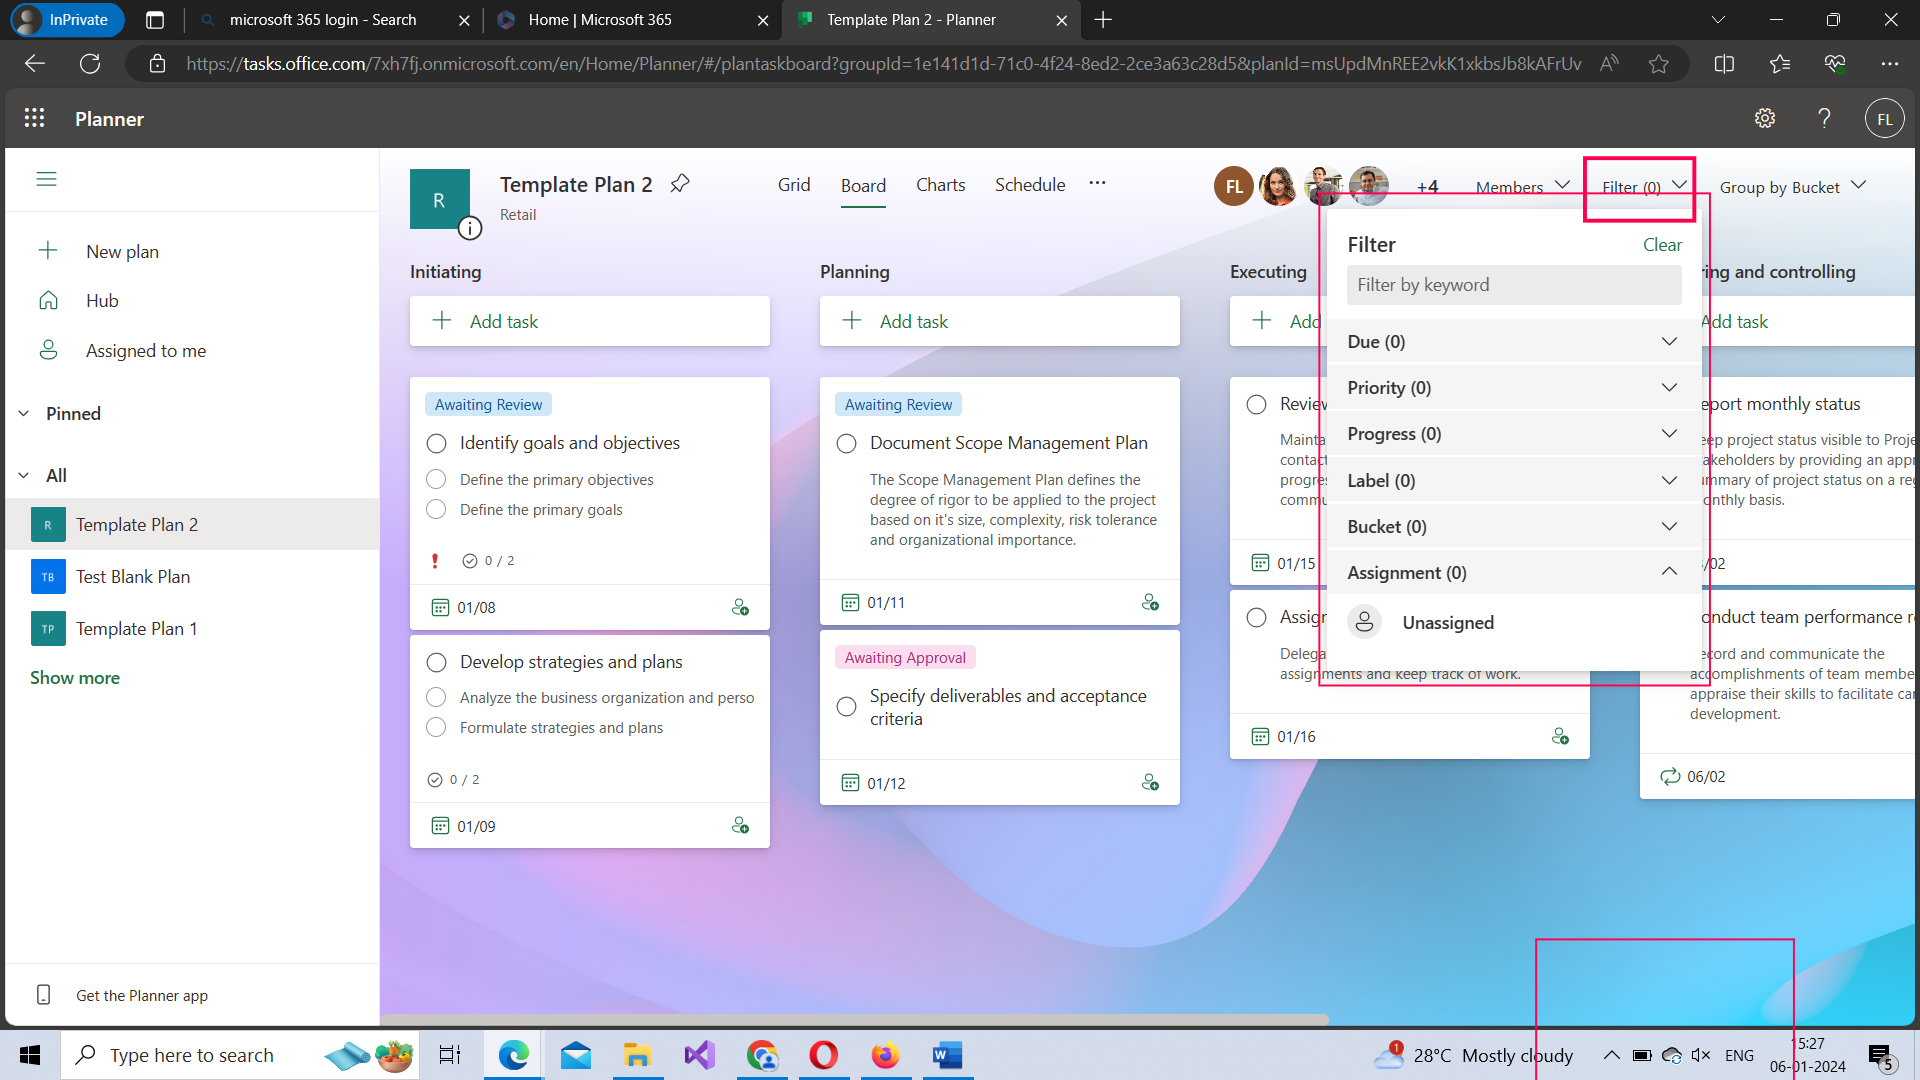 InPrivate
microsoft 365 login - Search
Home | Microsoft 365
Template Plan 2 - Planner
https://tasks.office.com/7xh7fj.onmicrosoft.com/en/Home/Planner/#/plantaskboard?groupId=1e141d1d-71c0-4f24-8ed2-2ce3a63c28d5&planId=msUpdMnREE2vkK1xkbsJb8kAFrUv
Planner
FL
New plan
Hub
Assigned to me
Pinned
All
R Template Plan 2
TB Test Blank Plan
TP Template Plan 1
Show more
Get the Planner app
R
Template Plan 2
Retail
Grid
Board
Charts
Schedule
FL
+4
Members
Filter (0)
Group by Bucket
Initiating
Add task
Awaiting Review
Identify goals and objectives
Define the primary objectives
Define the primary goals
0 / 2
01/08
Develop strategies and plans
Analyze the business organization and perso
Formulate strategies and plans
0 / 2
01/09
Planning
Add task
Awaiting Review
Document Scope Management Plan
The Scope Management Plan defines the
degree of rigor to be applied to the project
based on it's size, complexity, risk tolerance
and organizational importance.
01/11
Awaiting Approval
Specify deliverables and acceptance
criteria
01/12
Executing
Add
Review
Mainta
contact
progres
commu
01/15
Assign
Delega
assignments and keep track of work.
01/16
Filter
Clear
Filter by keyword
Due (0)
Priority (0)
Progress (0)
Label (0)
Bucket (0)
Assignment (0)
Unassigned
ring and controlling
Add task
eport monthly status
eep project status visible to Proje
akeholders by providing an appr
ummary of project status on a reg
onthly basis.
/02
onduct team performance r
ecord and communicate the
accomplishments of team membe
appraise their skills to facilitate car
development.
06/02
Type here to search
1
28°C Mostly cloudy
ENG
15:27
06-01-2024
5